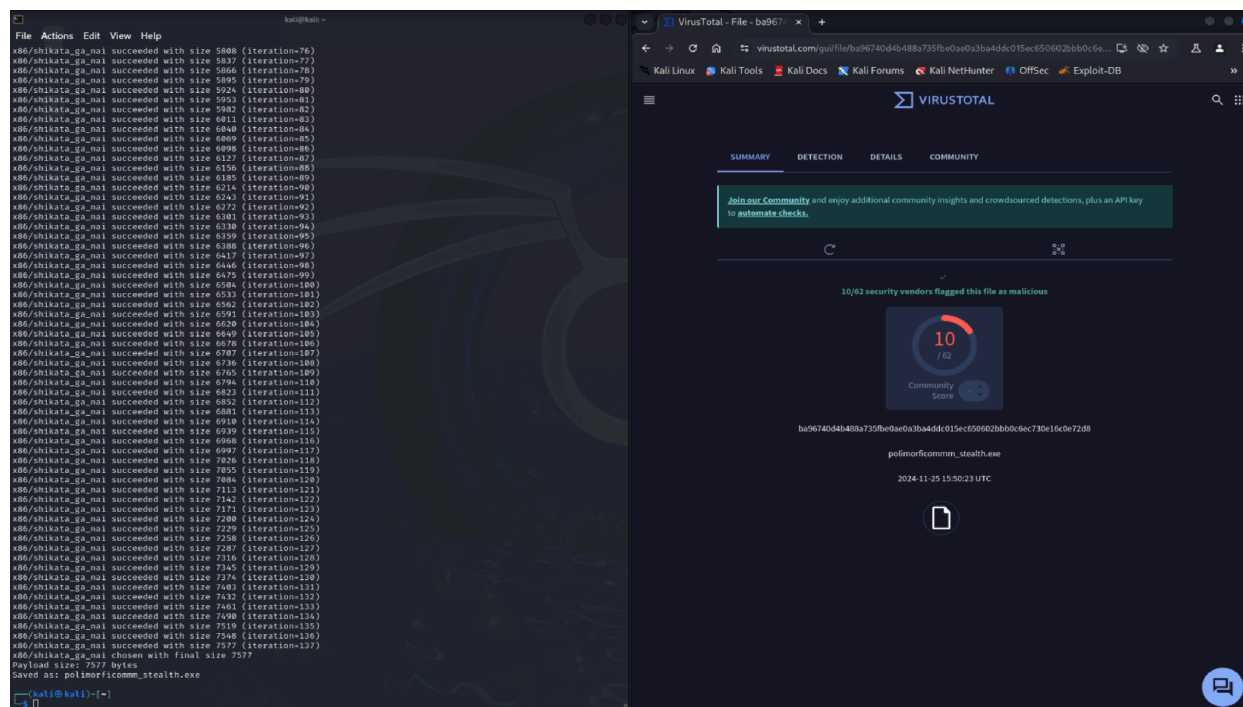 kali@kali: ~
File Actions Edit View Help
x86/shikata_ga_nai succeeded with size 5808 (iteration=76)
x86/shikata_ga_nai succeeded with size 5837 (iteration=77)
x86/shikata_ga_nai succeeded with size 5866 (iteration=78)
x86/shikata_ga_nai succeeded with size 5895 (iteration=79)
x86/shikata_ga_nai succeeded with size 5924 (iteration=80)
x86/shikata_ga_nai succeeded with size 5953 (iteration=81)
x86/shikata_ga_nai succeeded with size 5982 (iteration=82)
x86/shikata_ga_nai succeeded with size 6011 (iteration=83)
x86/shikata_ga_nai succeeded with size 6040 (iteration=84)
x86/shikata_ga_nai succeeded with size 6069 (iteration=85)
x86/shikata_ga_nai succeeded with size 6098 (iteration=86)
x86/shikata_ga_nai succeeded with size 6127 (iteration=87)
x86/shikata_ga_nai succeeded with size 6156 (iteration=88)
x86/shikata_ga_nai succeeded with size 6185 (iteration=89)
x86/shikata_ga_nai succeeded with size 6214 (iteration=90)
x86/shikata_ga_nai succeeded with size 6243 (iteration=91)
x86/shikata_ga_nai succeeded with size 6272 (iteration=92)
x86/shikata_ga_nai succeeded with size 6301 (iteration=93)
x86/shikata_ga_nai succeeded with size 6330 (iteration=94)
x86/shikata_ga_nai succeeded with size 6359 (iteration=95)
x86/shikata_ga_nai succeeded with size 6388 (iteration=96)
x86/shikata_ga_nai succeeded with size 6417 (iteration=97)
x86/shikata_ga_nai succeeded with size 6446 (iteration=98)
x86/shikata_ga_nai succeeded with size 6475 (iteration=99)
x86/shikata_ga_nai succeeded with size 6504 (iteration=100)
x86/shikata_ga_nai succeeded with size 6533 (iteration=101)
x86/shikata_ga_nai succeeded with size 6562 (iteration=102)
x86/shikata_ga_nai succeeded with size 6591 (iteration=103)
x86/shikata_ga_nai succeeded with size 6620 (iteration=104)
x86/shikata_ga_nai succeeded with size 6649 (iteration=105)
x86/shikata_ga_nai succeeded with size 6678 (iteration=106)
x86/shikata_ga_nai succeeded with size 6707 (iteration=107)
x86/shikata_ga_nai succeeded with size 6736 (iteration=108)
x86/shikata_ga_nai succeeded with size 6765 (iteration=109)
x86/shikata_ga_nai succeeded with size 6794 (iteration=110)
x86/shikata_ga_nai succeeded with size 6823 (iteration=111)
x86/shikata_ga_nai succeeded with size 6852 (iteration=112)
x86/shikata_ga_nai succeeded with size 6881 (iteration=113)
x86/shikata_ga_nai succeeded with size 6910 (iteration=114)
x86/shikata_ga_nai succeeded with size 6939 (iteration=115)
x86/shikata_ga_nai succeeded with size 6968 (iteration=116)
x86/shikata_ga_nai succeeded with size 6997 (iteration=117)
x86/shikata_ga_nai succeeded with size 7026 (iteration=118)
x86/shikata_ga_nai succeeded with size 7055 (iteration=119)
x86/shikata_ga_nai succeeded with size 7084 (iteration=120)
x86/shikata_ga_nai succeeded with size 7113 (iteration=121)
x86/shikata_ga_nai succeeded with size 7142 (iteration=122)
x86/shikata_ga_nai succeeded with size 7171 (iteration=123)
x86/shikata_ga_nai succeeded with size 7200 (iteration=124)
x86/shikata_ga_nai succeeded with size 7229 (iteration=125)
x86/shikata_ga_nai succeeded with size 7258 (iteration=126)
x86/shikata_ga_nai succeeded with size 7287 (iteration=127)
x86/shikata_ga_nai succeeded with size 7316 (iteration=128)
x86/shikata_ga_nai succeeded with size 7345 (iteration=129)
x86/shikata_ga_nai succeeded with size 7374 (iteration=130)
x86/shikata_ga_nai succeeded with size 7403 (iteration=131)
x86/shikata_ga_nai succeeded with size 7432 (iteration=132)
x86/shikata_ga_nai succeeded with size 7461 (iteration=133)
x86/shikata_ga_nai succeeded with size 7490 (iteration=134)
x86/shikata_ga_nai succeeded with size 7519 (iteration=135)
x86/shikata_ga_nai succeeded with size 7548 (iteration=136)
x86/shikata_ga_nai succeeded with size 7577 (iteration=137)
x86/shikata_ga_nai chosen with final size 7577
Payload size: 7577 bytes
Saved as: polimorficommm_stealth.exe
(kali㉿kali)-[~]
$
VirusTotal - File - ba967
virustotal.com/gui/file/ba96740d4b488a735fbe0ae0a3ba4ddc015ec650602bbb0c6e...
Kali Linux Kali Tools Kali Docs Kali Forums Kali NetHunter OffSec Exploit-DB »
VIRUSTOTAL
SUMMARY DETECTION DETAILS COMMUNITY
Join our Community and enjoy additional community insights and crowdsourced detections, plus an API key
to automate checks.
10/62 security vendors flagged this file as malicious
10
/ 62
Community
Score
ba96740d4b488a735fbe0ae0a3ba4ddc015ec650602bbb0c6ec730e16c0e72d8
polimorficommm_stealth.exe
2024-11-25 15:50:23 UTC